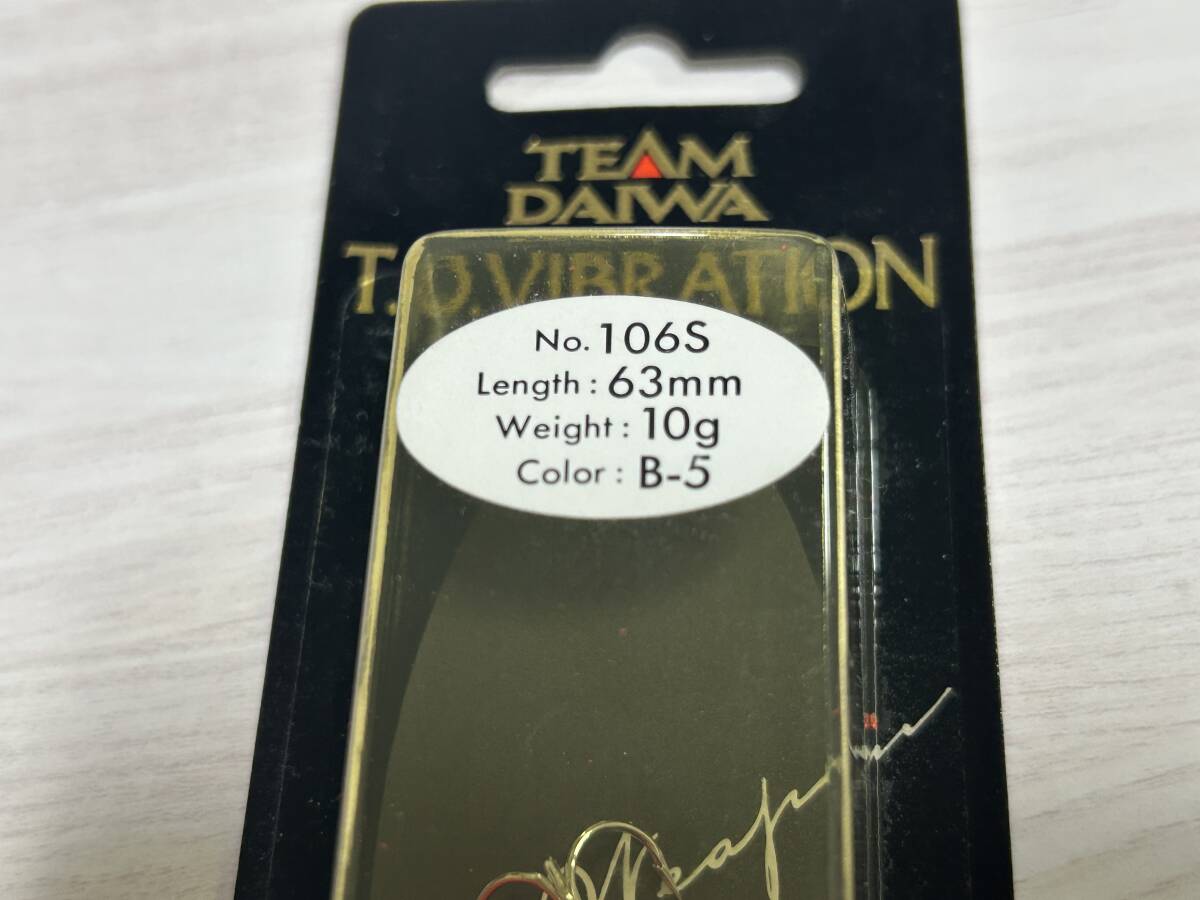 TEAM
DAIWA
T.D.VIBRATION
No. 106S
Length : 63mm
Weight : 10g
Color : B-5